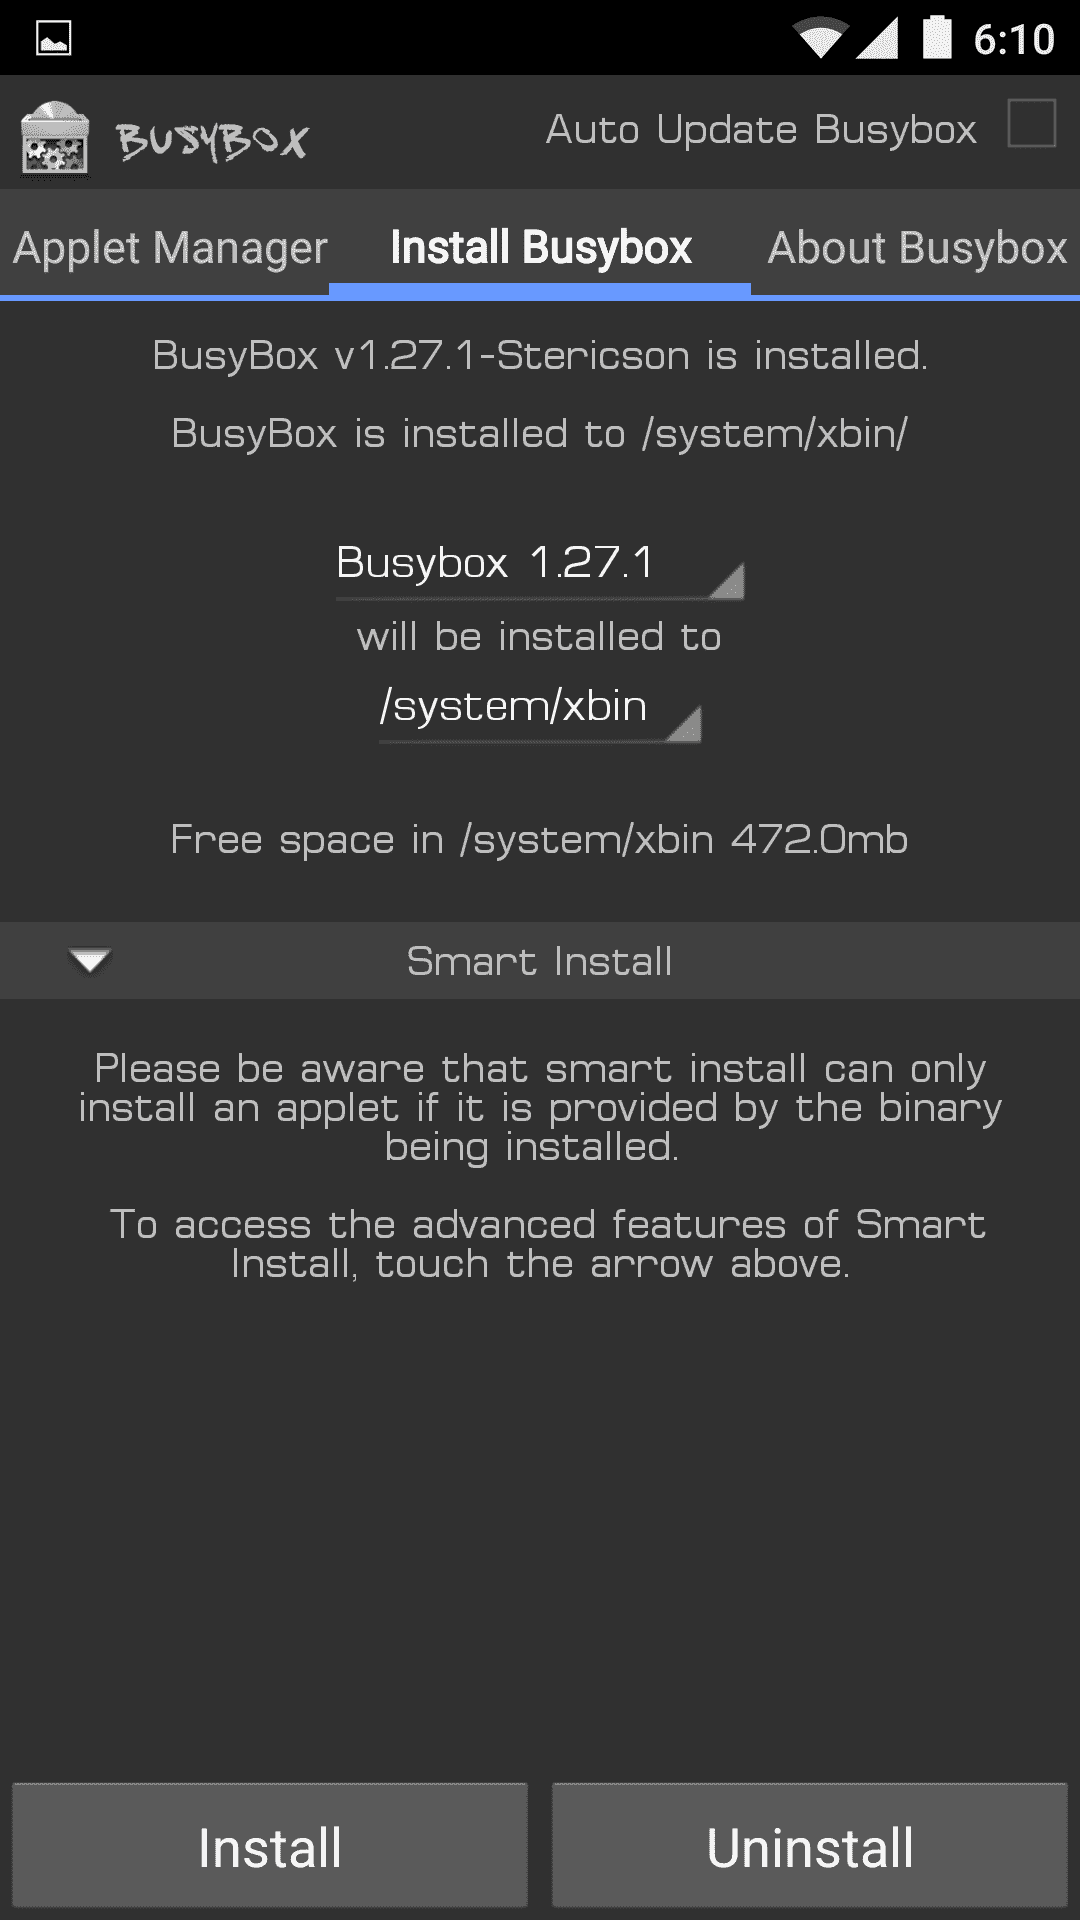 6:10
BusyBox
Auto Update Busybox
Applet Manager
Install Busybox
About Busybox
BusyBox v1.27.1-Stericson is installed.
BusyBox is installed to /system/xbin/
Busybox 1.27.1
will be installed to
/system/xbin
Free space in /system/xbin 472.0mb
Smart Install
Please be aware that smart install can only
install an applet if it is provided by the binary
being installed.
To access the advanced features of Smart
Install, touch the arrow above.
Install
Uninstall